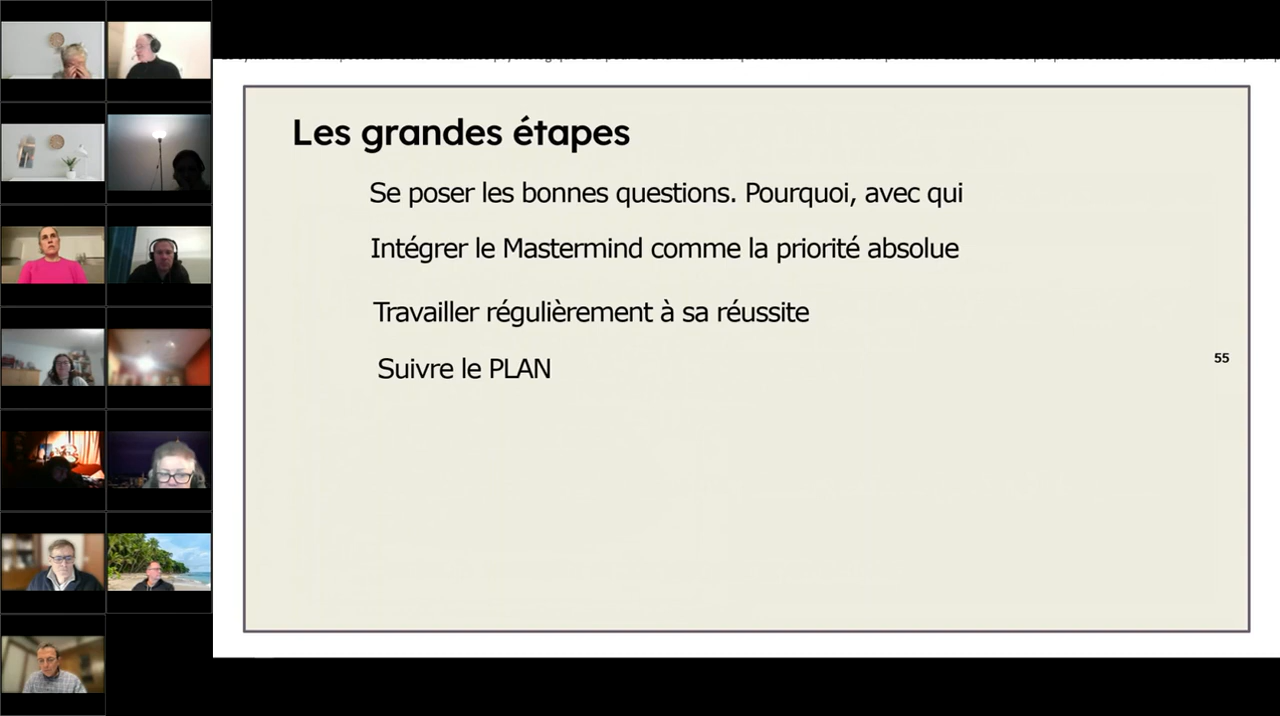 Les grandes étapes
Se poser les bonnes questions. Pourquoi, avec qui
Intégrer le Mastermind comme la priorité absolue
Travailler régulièrement à sa réussite
Suivre le PLAN
55